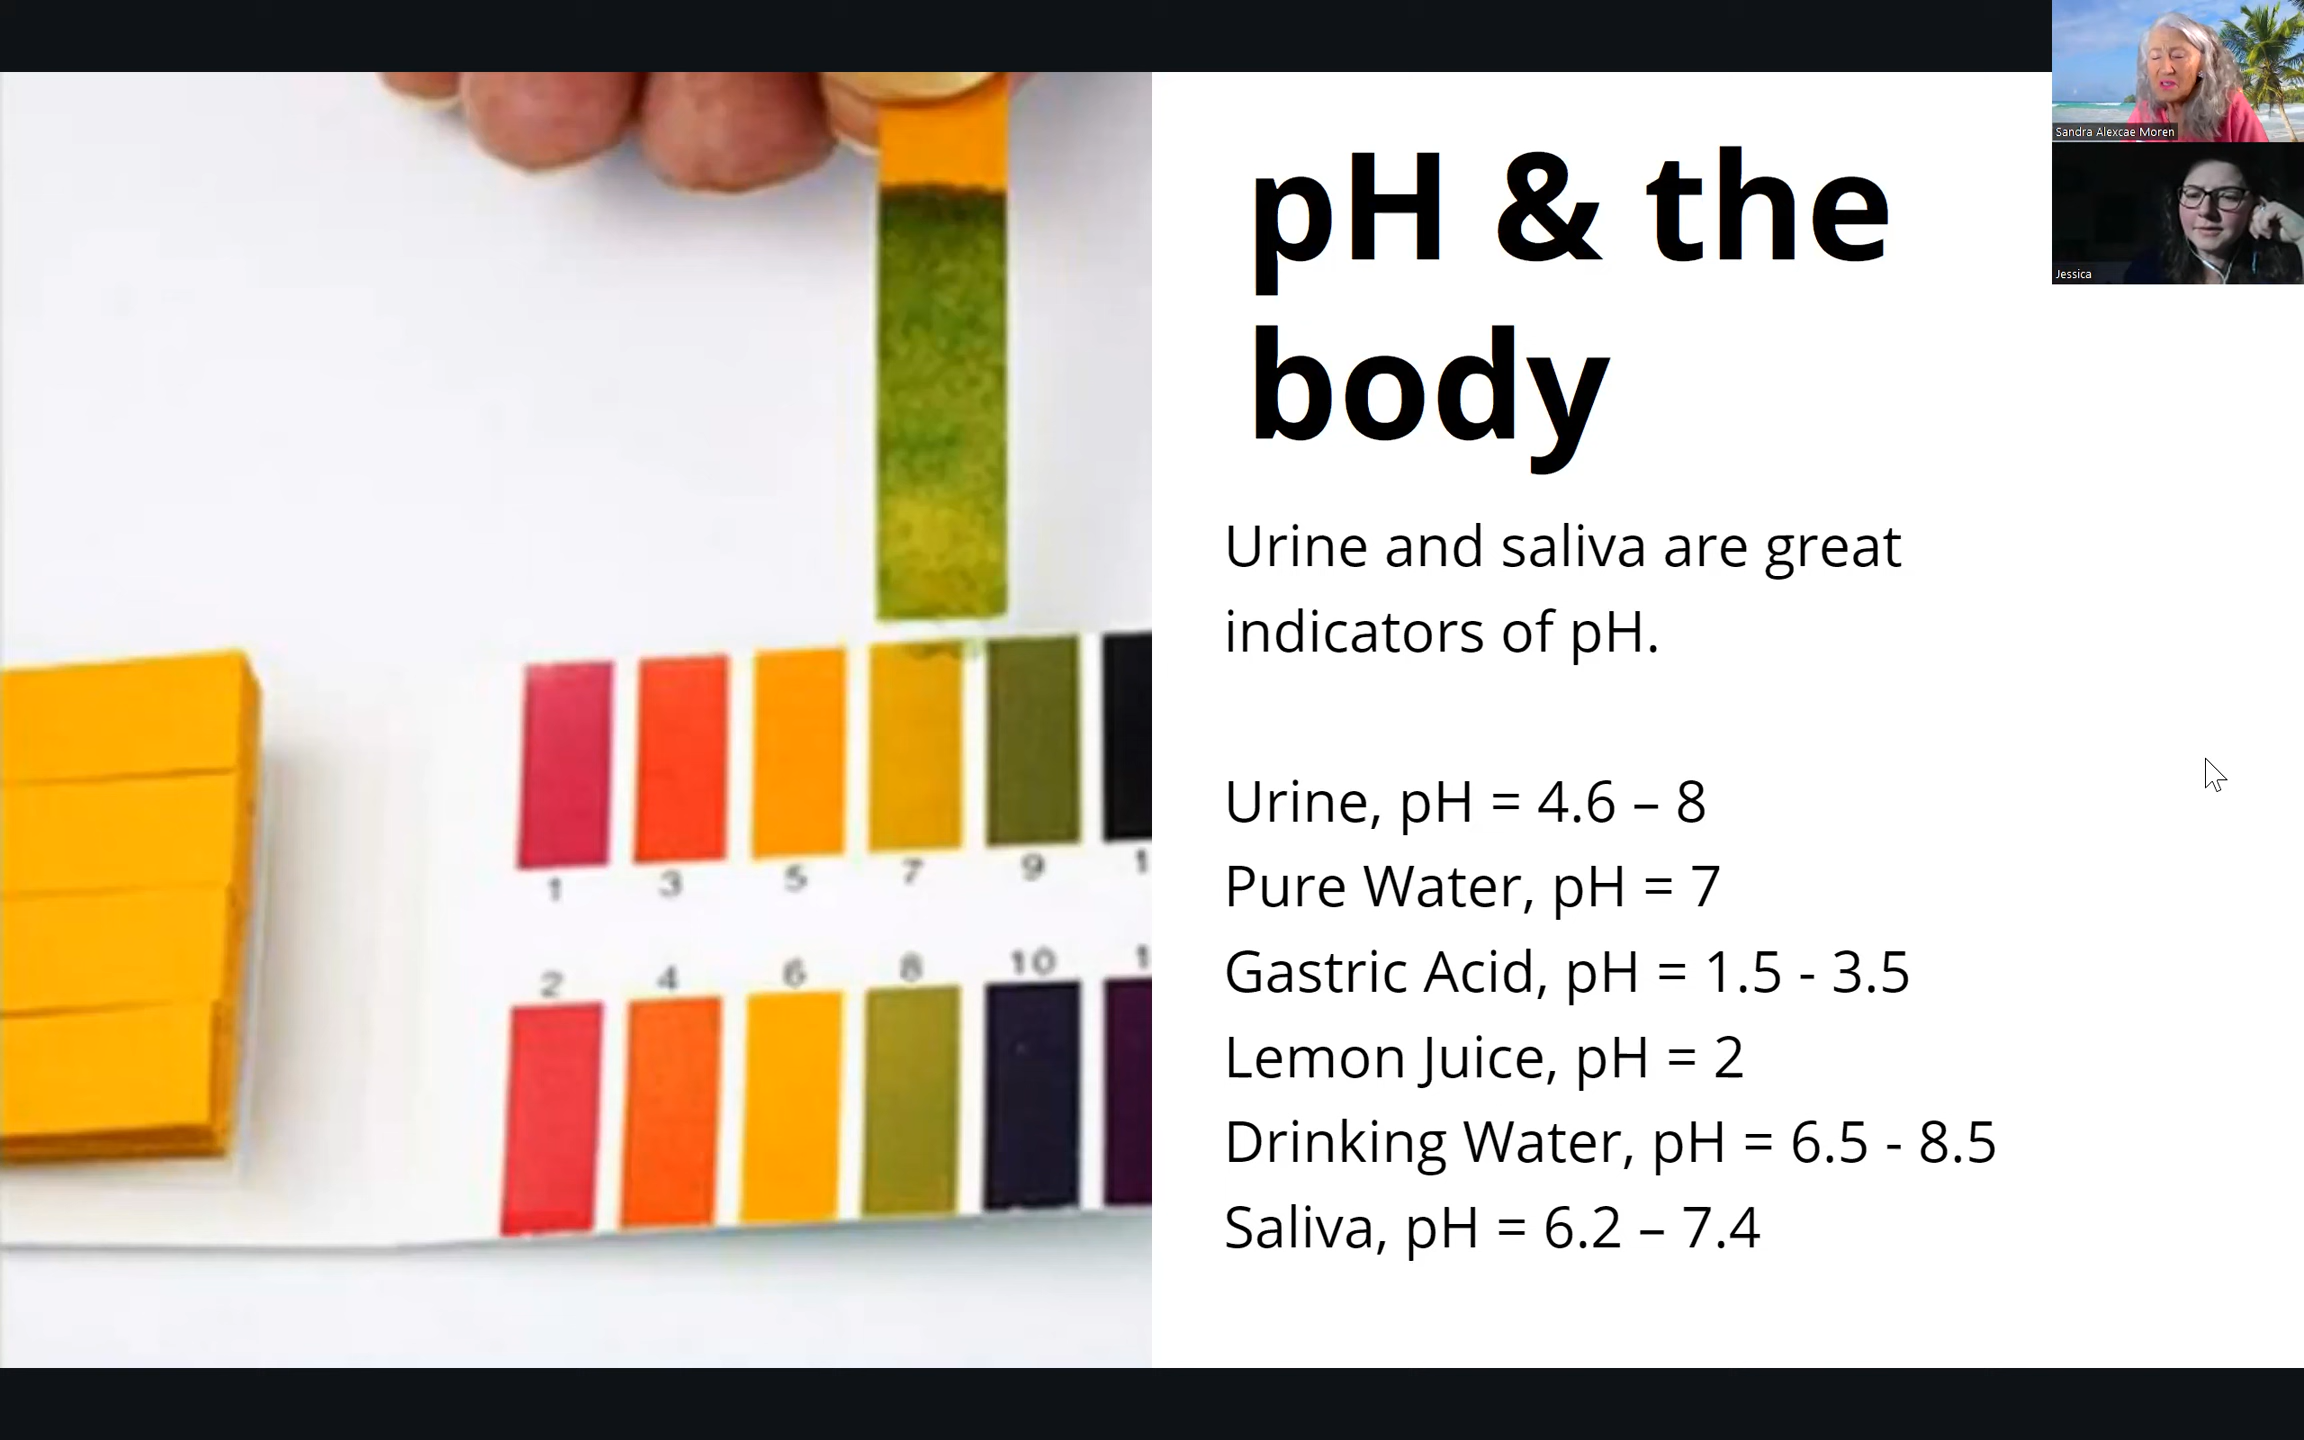 Sandra Alexcae Moren
Jessica
pH & the
body
Urine and saliva are great
indicators of pH.
Urine, pH = 4.6 – 8
Pure Water, pH = 7
Gastric Acid, pH = 1.5 - 3.5
Lemon Juice, pH = 2
Drinking Water, pH = 6.5 - 8.5
Saliva, pH = 6.2 – 7.4
1 3 5 7 9 1
2 4 6 8 10 1